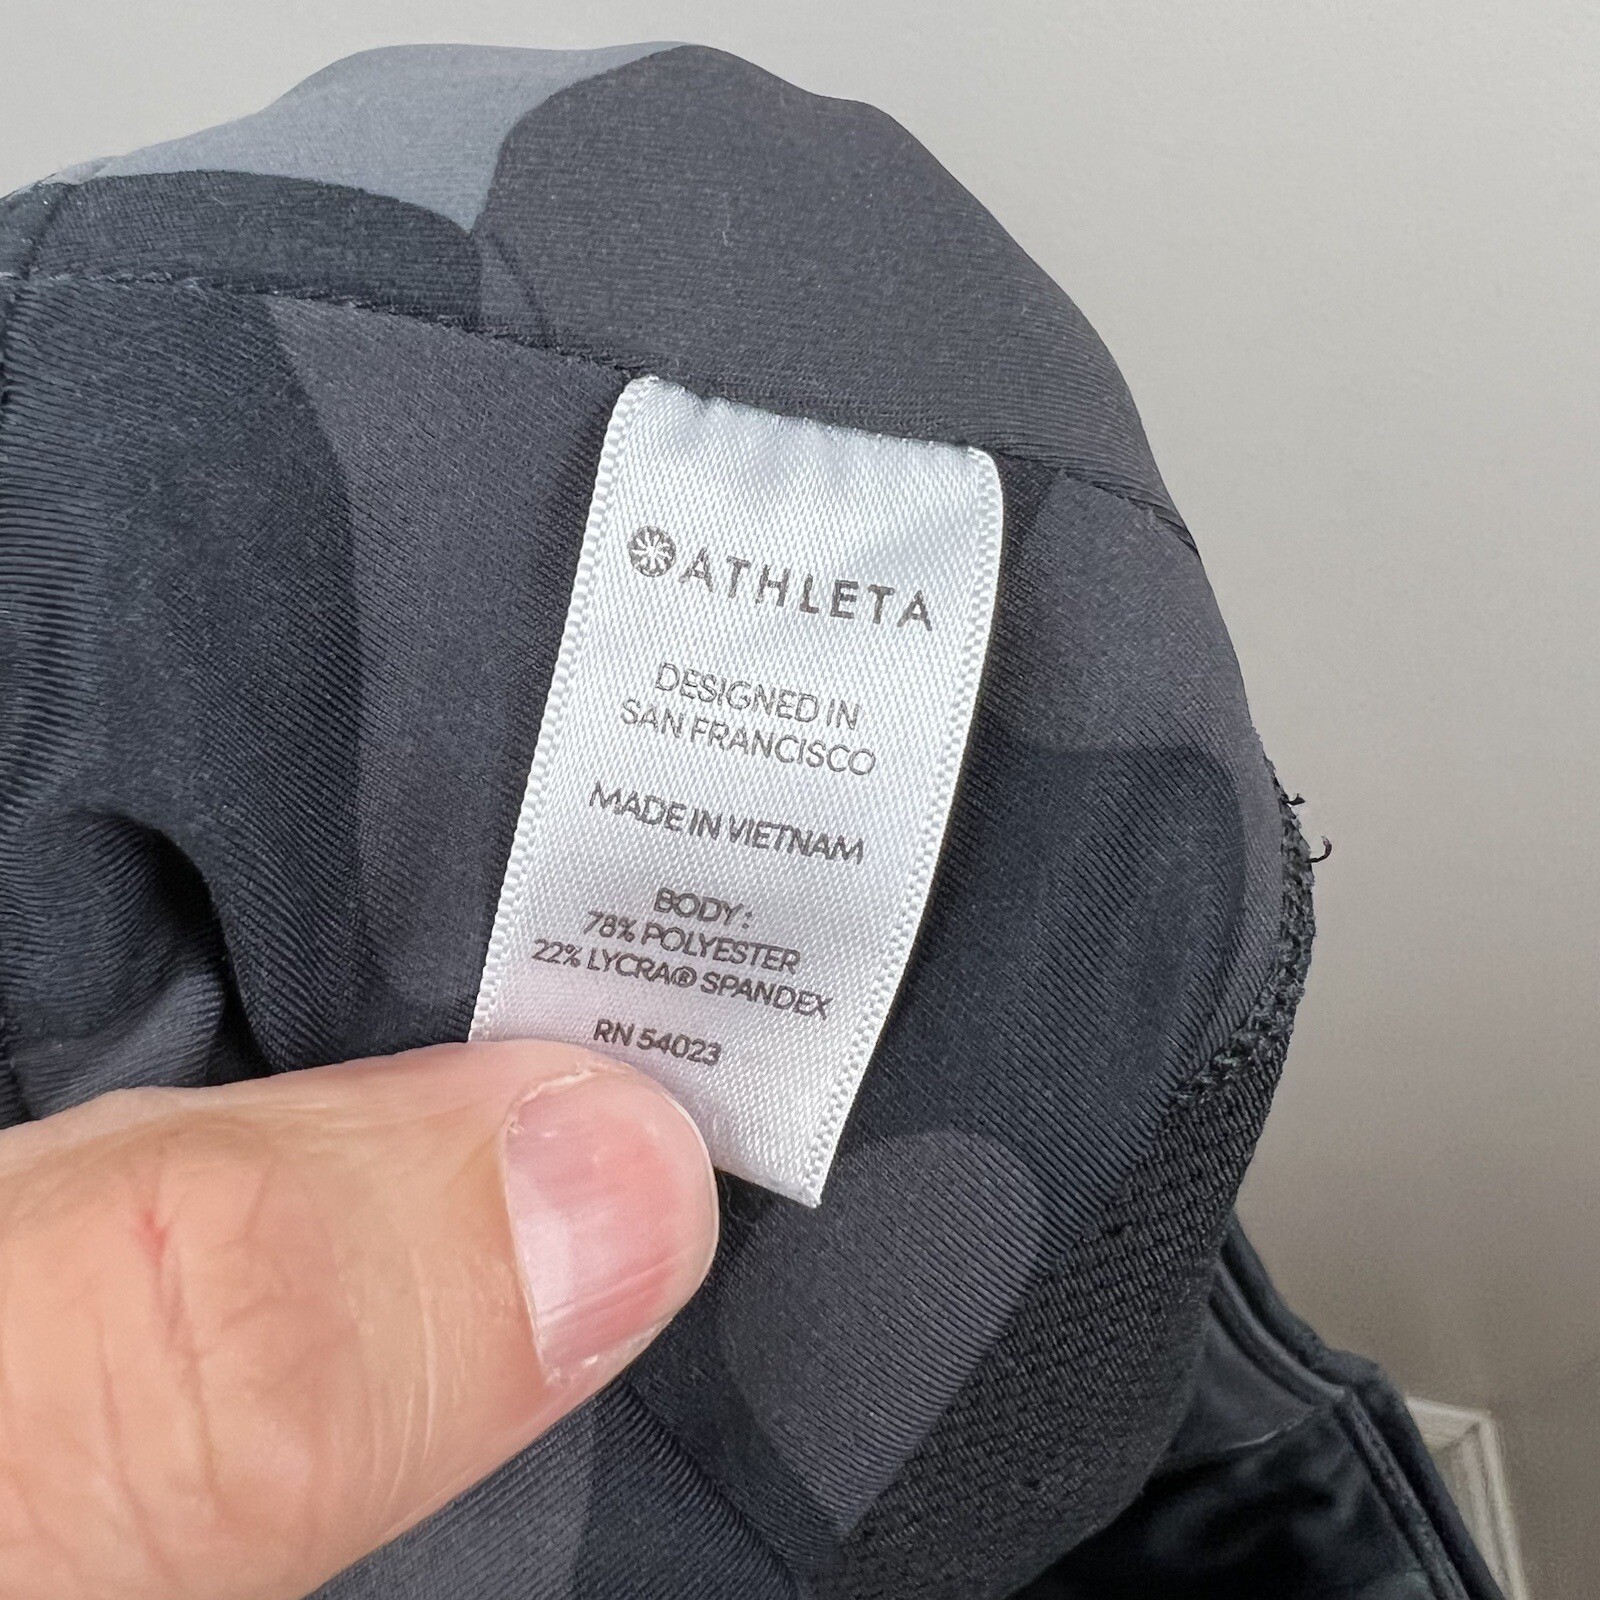 ATHLETA
DESIGNED IN
SAN FRANCISCO
MADE IN VIETNAM
BODY:
78% POLYESTER
22% LYCRA® SPANDEX
RN 54023